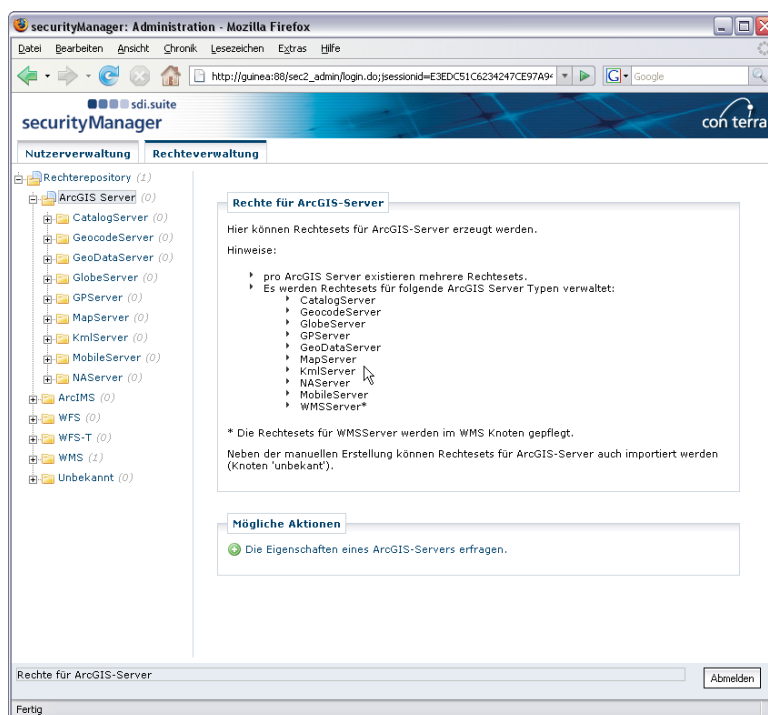 securityManager: Administration - Mozilla Firefox
Datei Bearbeiten Ansicht Chronik Lesezeichen Extras Hilfe
http://guinea:88/sec2_admin/login.do;jsessionid=E3EDC51C6234247CE97A94
G Google
sdi.suite
securityManager
con terra
Nutzerverwaltung Rechteverwaltung
Rechterepository (1)
ArcGIS Server (0)
CatalogServer (0)
GeocodeServer (0)
GeoDataServer (0)
GlobeServer (0)
GPServer (0)
MapServer (0)
KmlServer (0)
MobileServer (0)
NAServer (0)
ArcIMS (0)
WFS (0)
WFS-T (0)
WMS (1)
Unbekannt (0)
Rechte für ArcGIS-Server
Hier können Rechtesets für ArcGIS-Server erzeugt werden.
Hinweise:
pro ArcGIS Server existieren mehrere Rechtesets.
Es werden Rechtesets für folgende ArcGIS Server Typen verwaltet:
CatalogServer
GeocodeServer
GlobeServer
GPServer
GeoDataServer
MapServer
KmlServer
NAServer
MobileServer
WMSServer*
* Die Rechtesets für WMSServer werden im WMS Knoten gepflegt.
Neben der manuellen Erstellung können Rechtesets für ArcGIS-Server auch importiert werden
(Knoten 'unbekant').
Mögliche Aktionen
Die Eigenschaften eines ArcGIS-Servers erfragen.
Rechte für ArcGIS-Server
Abmelden
Fertig